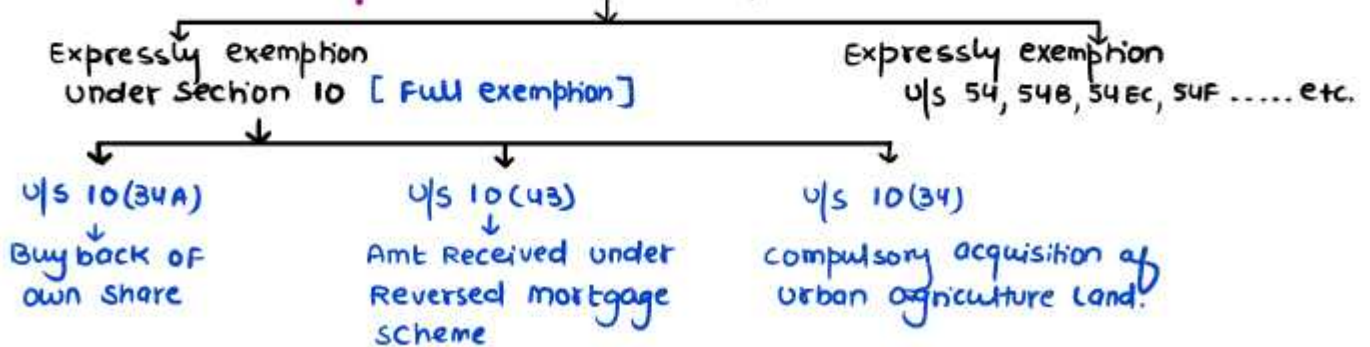 Expressly exemption
under Section 10 [Full exemption]
Expressly exemption
u/s 54, 54B, 54EC, 54F ..... etc.
u/s 10(34A)
Buy back of
own share
u/s 10(43)
Amt Received under
Reversed mortgage
scheme
u/s 10(34)
compulsory acquisition of
urban agriculture land.